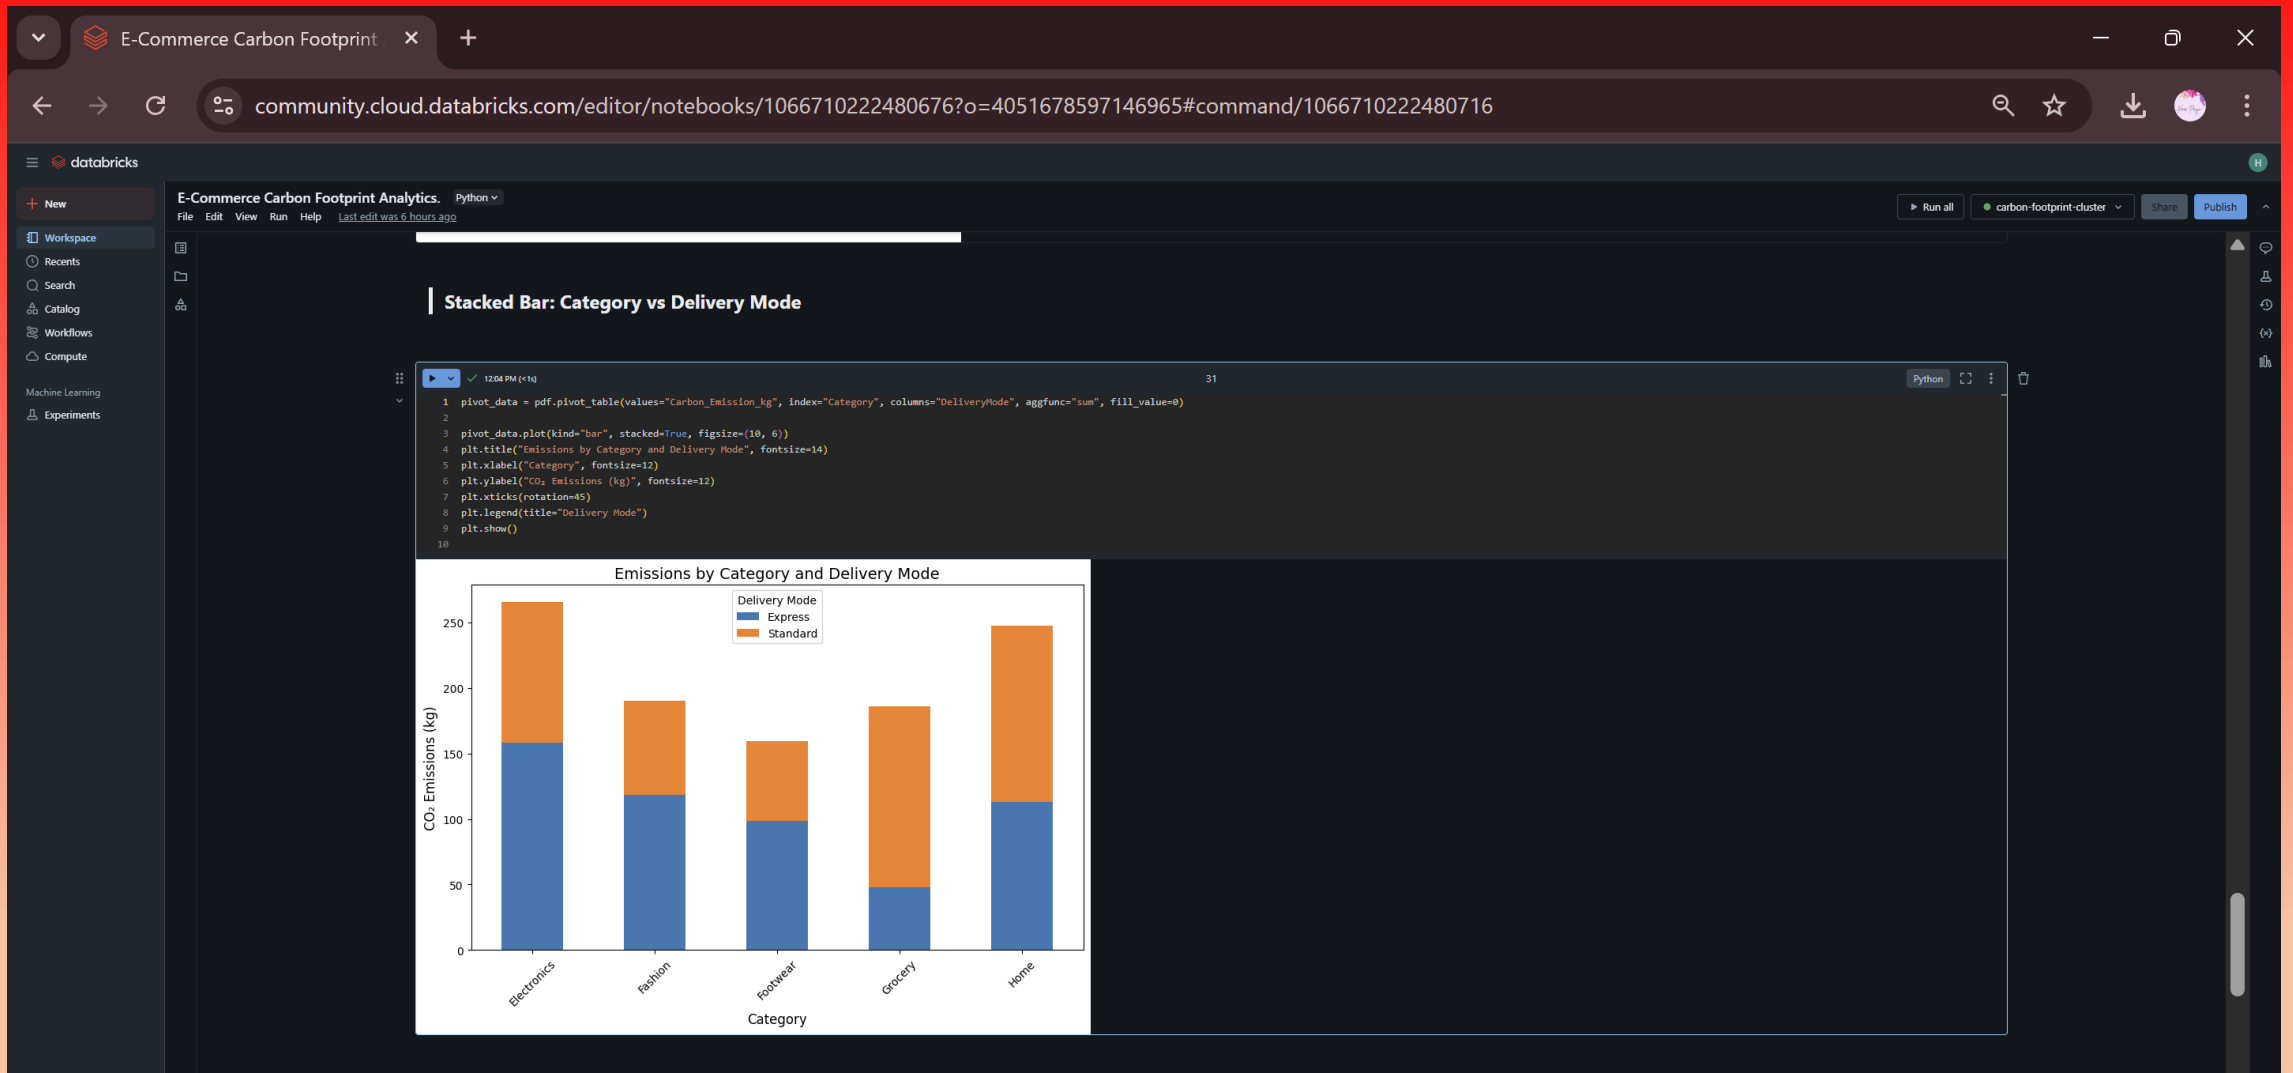 E-Commerce Carbon Footprint
community.cloud.databricks.com/editor/notebooks/1066710222480676?o=4051678597146965#command/1066710222480716
databricks
H
New
Workspace
Recents
Search
Catalog
Workflows
Compute
Machine Learning
Experiments
E-Commerce Carbon Footprint Analytics. Python
File Edit View Run Help Last edit was 6 hours ago
Run all carbon-footprint-cluster Share Publish
Stacked Bar: Category vs Delivery Mode
12:04 PM (<1s) 31 Python
1 pivot_data = pdf.pivot_table(values="Carbon_Emission_kg", index="Category", columns="DeliveryMode", aggfunc="sum", fill_value=0)
2
3 pivot_data.plot(kind="bar", stacked=True, figsize=(10, 6))
4 plt.title("Emissions by Category and Delivery Mode", fontsize=14)
5 plt.xlabel("Category", fontsize=12)
6 plt.ylabel("CO₂ Emissions (kg)", fontsize=12)
7 plt.xticks(rotation=45)
8 plt.legend(title="Delivery Mode")
9 plt.show()
10
Emissions by Category and Delivery Mode
Delivery Mode
Express
Standard
CO₂ Emissions (kg)
250
200
150
100
50
0
Electronics Fashion Footwear Grocery Home
Category